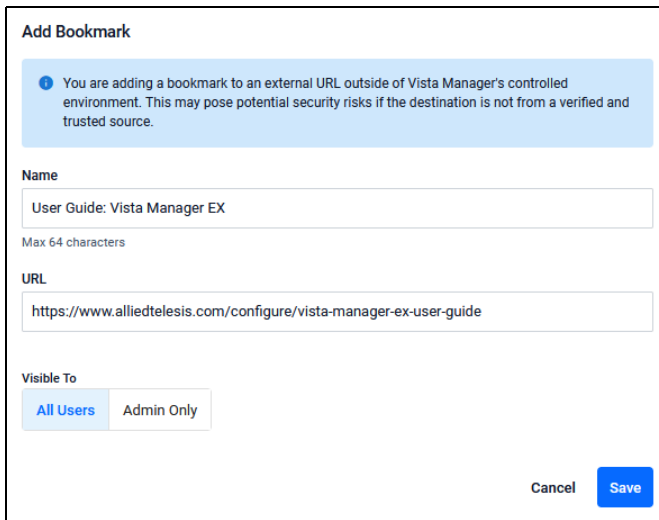 Add Bookmark
You are adding a bookmark to an external URL outside of Vista Manager's controlled
environment. This may pose potential security risks if the destination is not from a verified and
trusted source.
Name
User Guide: Vista Manager EX
Max 64 characters
URL
https://www.alliedtelesis.com/configure/vista-manager-ex-user-guide
Visible To
All Users Admin Only
Cancel Save